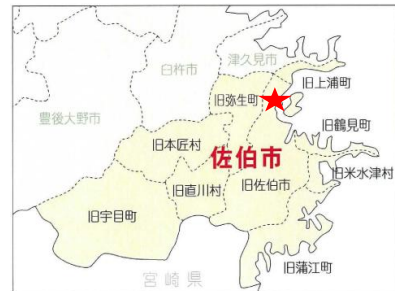 津久見市
臼杵市
旧上浦町
旧弥生町
豊後大野市
旧鶴見町
旧本匠村
佐伯市
旧米水津村
旧直川村
旧佐伯市
旧宇目町
旧蒲江町
宮崎県